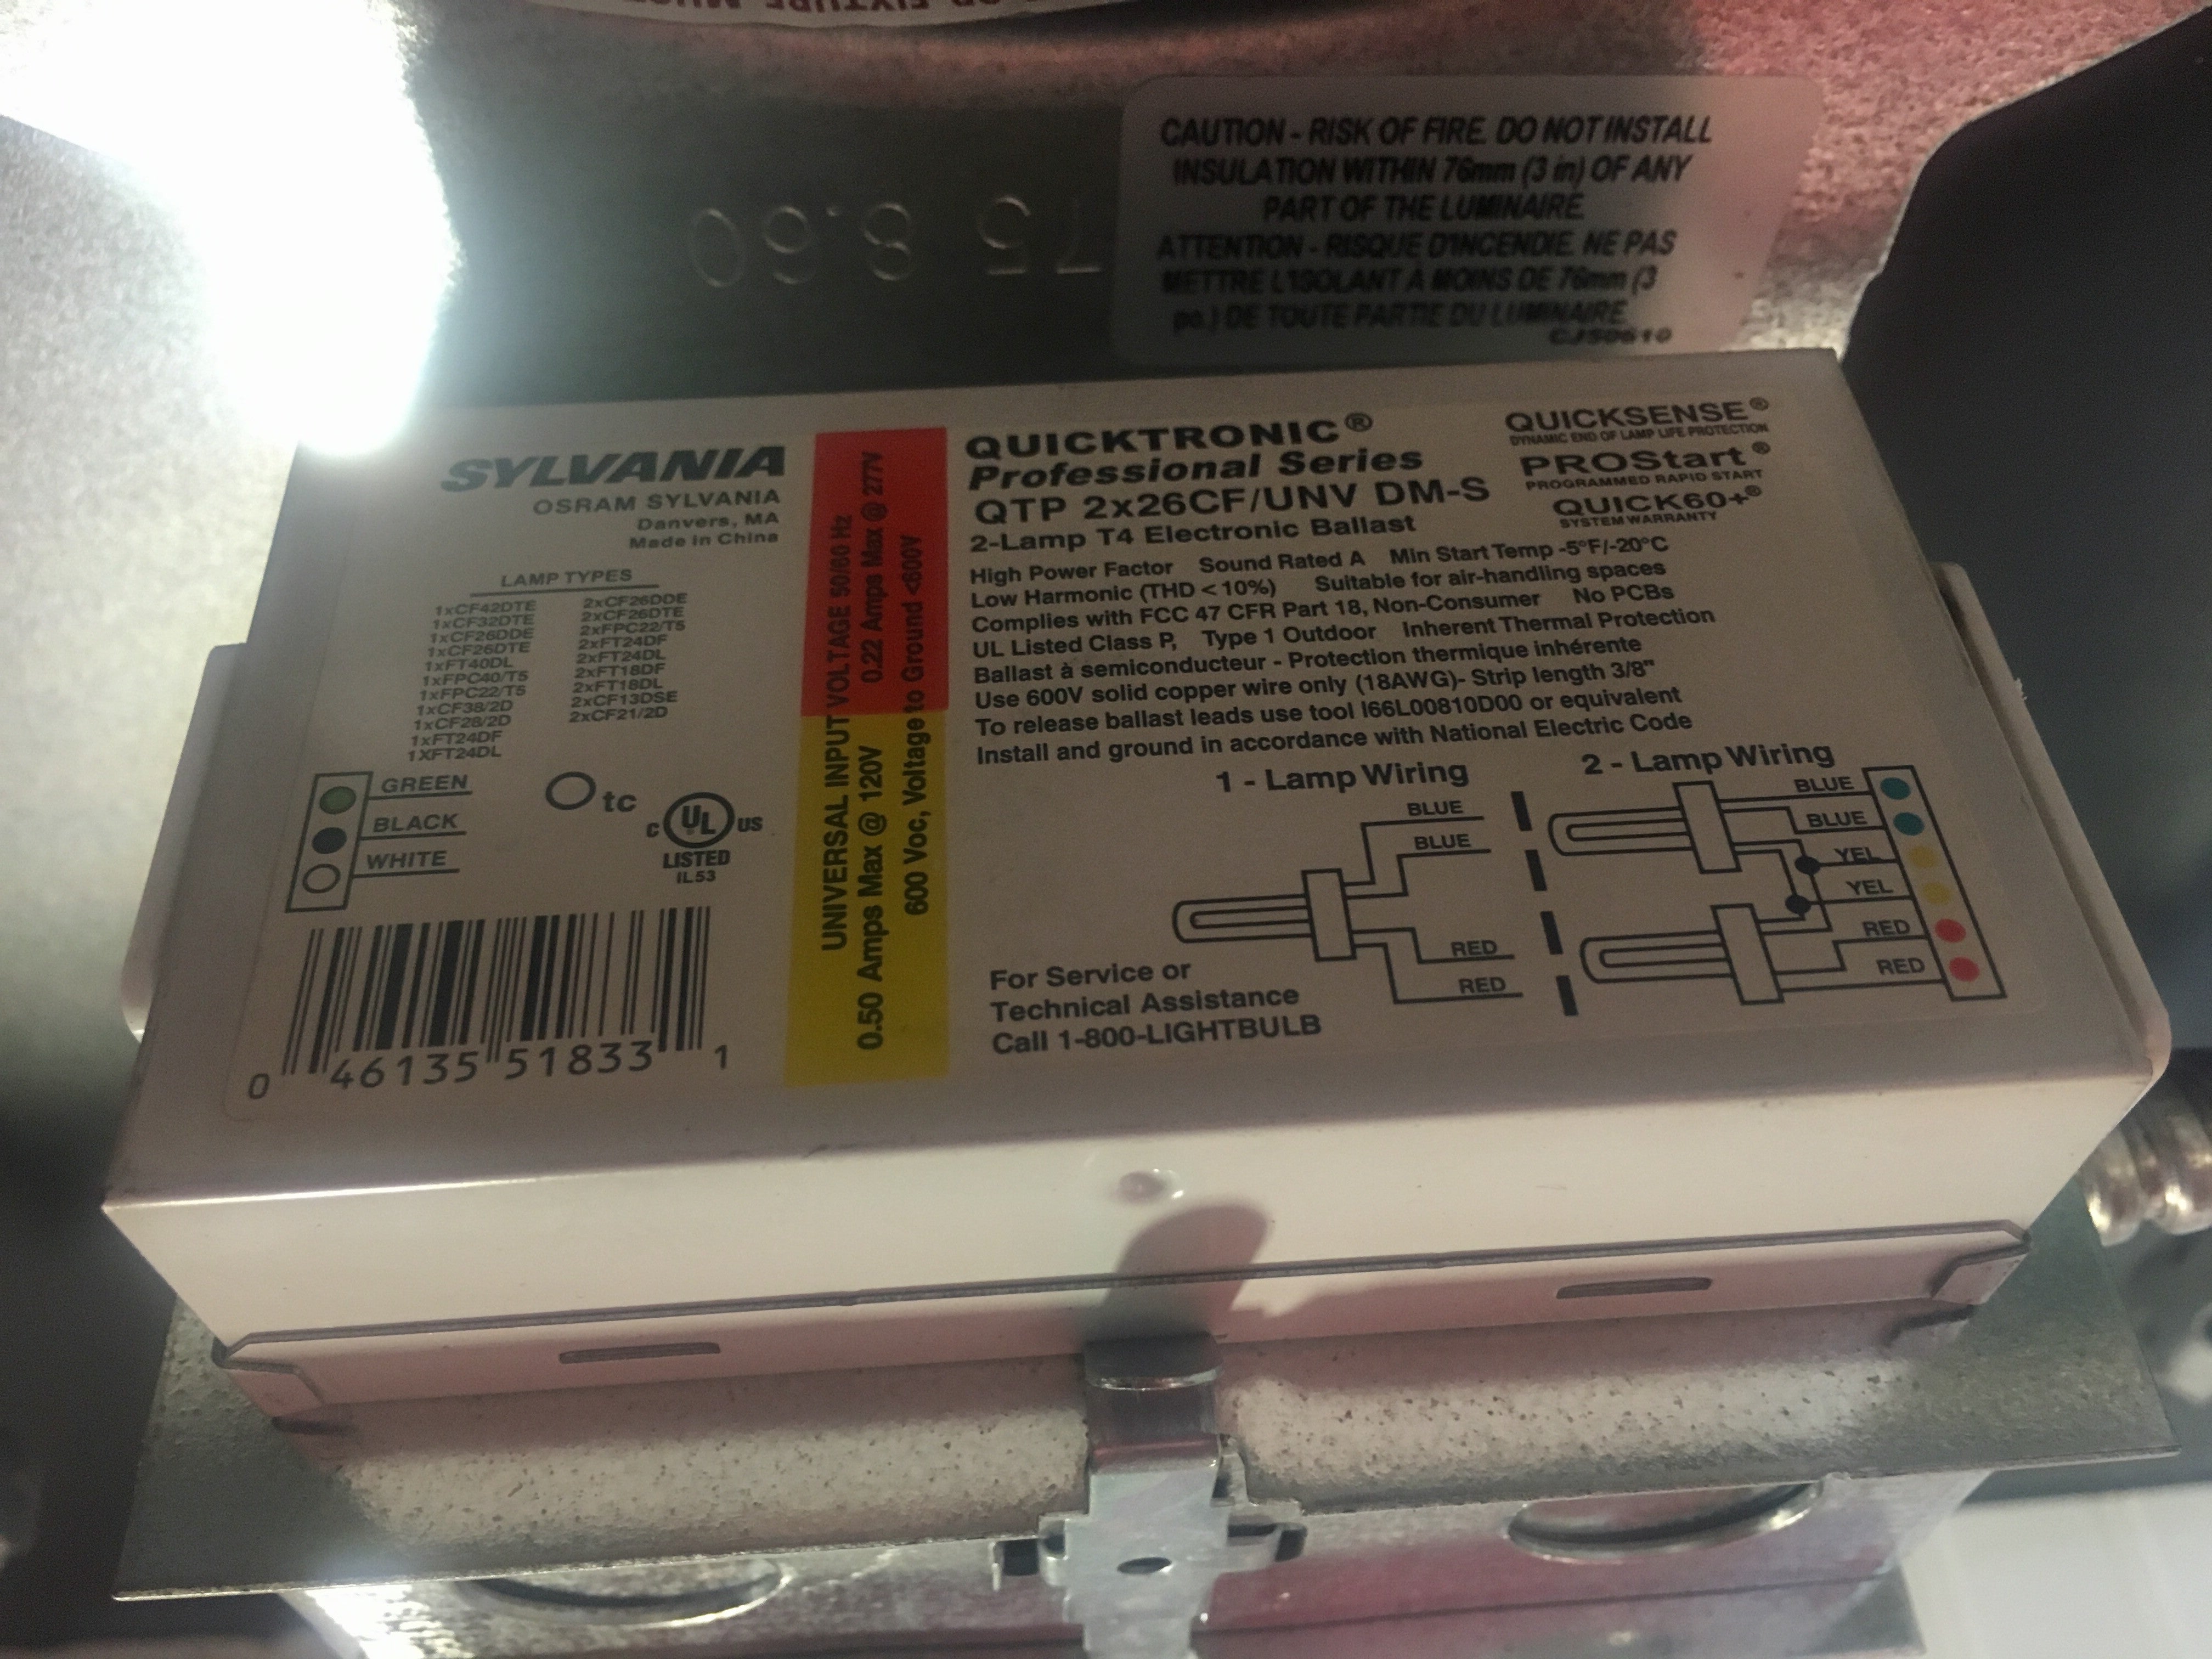 OR FIXTURE MUS
CAUTION - RISK OF FIRE. DO NOT INSTALL
INSULATION WITHIN 76mm (3 in) OF ANY
PART OF THE LUMINAIRE
ATTENTION - RISQUE D'INCENDIE. NE PAS
METTRE L'ISOLANT A MOINS DE 76mm (3
po.) DE TOUTE PARTIE DU LUMINAIRE
CJS0610
75 8.60
SYLVANIA
OSRAM SYLVANIA
Danvers, MA
Made in China
LAMP TYPES
1xCF42DTE
1xCF32DTE
1xCF26DDE
1xCF26DTE
1xFT40DL
1xFPC40/T5
1xFPC22/T5
1xCF38/2D
1xCF28/2D
1xFT24DF
1XFT24DL
2xCF26DDE
2xCF26DTE
2xFPC22/T5
2xFT24DF
2xFT24DL
2xFT18DF
2xFT18DL
2xCF13DSE
2xCF21/2D
GREEN
BLACK
WHITE
tc
C UL US
LISTED
IL53
0 46135 51833 1
UNIVERSAL INPUT VOLTAGE 50/60 Hz
0.50 Amps Max @ 120V 0.22 Amps Max @ 277V
600 Voc, Voltage to Ground <600V
QUICKTRONIC®
Professional Series
QTP 2x26CF/UNV DM-S
2-Lamp T4 Electronic Ballast
QUICKSENSE®
DYNAMIC END OF LAMP LIFE PROTECTION
PROStart®
PROGRAMMED RAPID START
QUICK60+®
SYSTEM WARRANTY
High Power Factor Sound Rated A Min Start Temp -5°F/-20°C
Low Harmonic (THD < 10%) Suitable for air-handling spaces
Complies with FCC 47 CFR Part 18, Non-Consumer No PCBs
UL Listed Class P, Type 1 Outdoor Inherent Thermal Protection
Ballast à semiconducteur - Protection thermique inhérente
Use 600V solid copper wire only (18AWG)- Strip length 3/8"
To release ballast leads use tool I66L00810D00 or equivalent
Install and ground in accordance with National Electric Code
1 - Lamp Wiring
BLUE
BLUE
RED
RED
2 - Lamp Wiring
BLUE
BLUE
YEL
YEL
RED
RED
For Service or
Technical Assistance
Call 1-800-LIGHTBULB